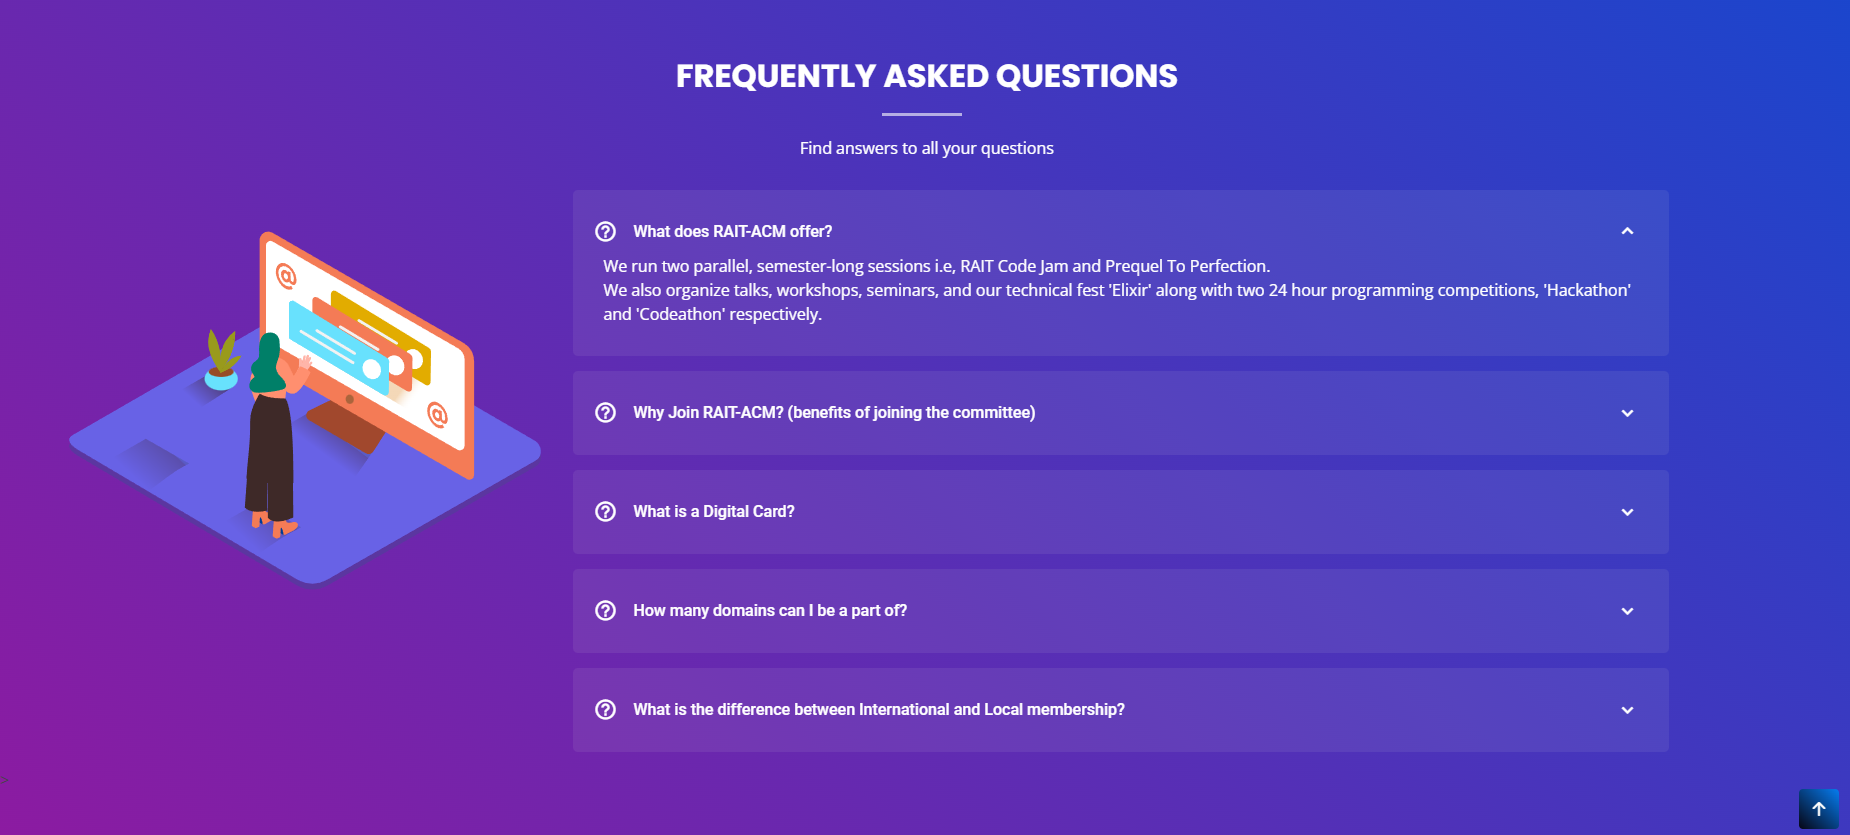 FREQUENTLY ASKED QUESTIONS
Find answers to all your questions
What does RAIT-ACM offer?
We run two parallel, semester-long sessions i.e, RAIT Code Jam and Prequel To Perfection.
We also organize talks, workshops, seminars, and our technical fest 'Elixir' along with two 24 hour programming competitions, 'Hackathon'
and 'Codeathon' respectively.
Why Join RAIT-ACM? (benefits of joining the committee)
What is a Digital Card?
How many domains can I be a part of?
What is the difference between International and Local membership?
@
@
>